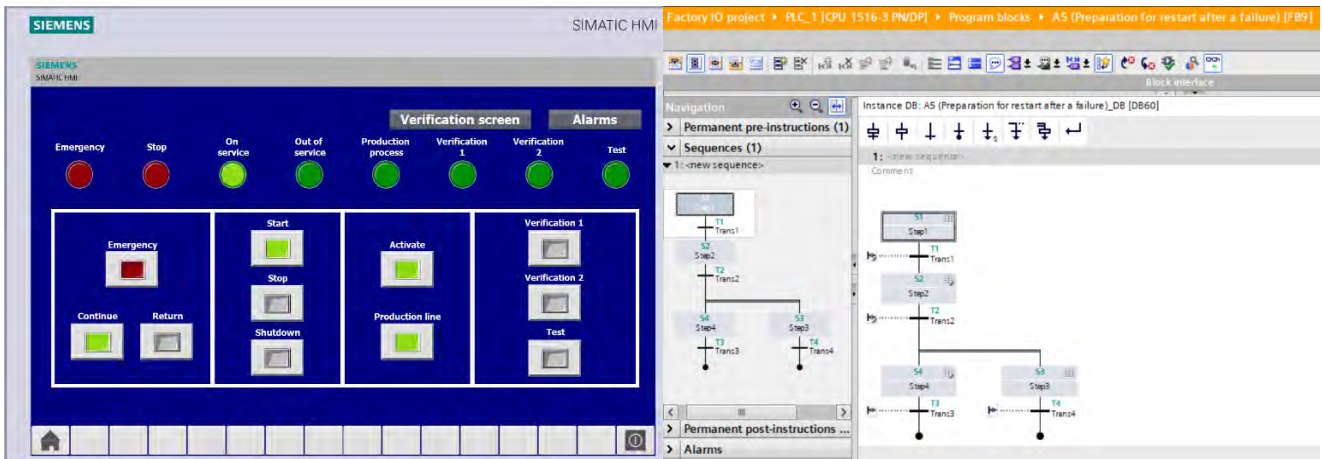 SIEMENS
SIMATIC HMI
SIEMENS
SIMATIC HMI
Verification screen
Alarms
Emergency
Stop
On service
Out of service
Production process
Verification 1
Verification 2
Test
Emergency
Continue
Return
Start
Stop
Shutdown
Activate
Production line
Verification 1
Verification 2
Test
Factory IO project ▸ PLC_1 [CPU 1516-3 PN/DP] ▸ Program blocks ▸ A5 (Preparation for restart after a failure) [FB9]
Block interface
Navigation
Permanent pre-instructions (1)
Sequences (1)
1: <new sequence>
S1
Step1
T1
Trans1
S2
Step2
T2
Trans2
S4
Step4
S3
Step3
T3
Trans3
T4
Trans4
Permanent post-instructions ...
Alarms
Instance DB: A5 (Preparation for restart after a failure)_DB [DB60]
1: <new sequence>
Comment
S1
Step1
T1
Trans1
S2
Step2
T2
Trans2
S4
Step4
S3
Step3
T3
Trans3
T4
Trans4